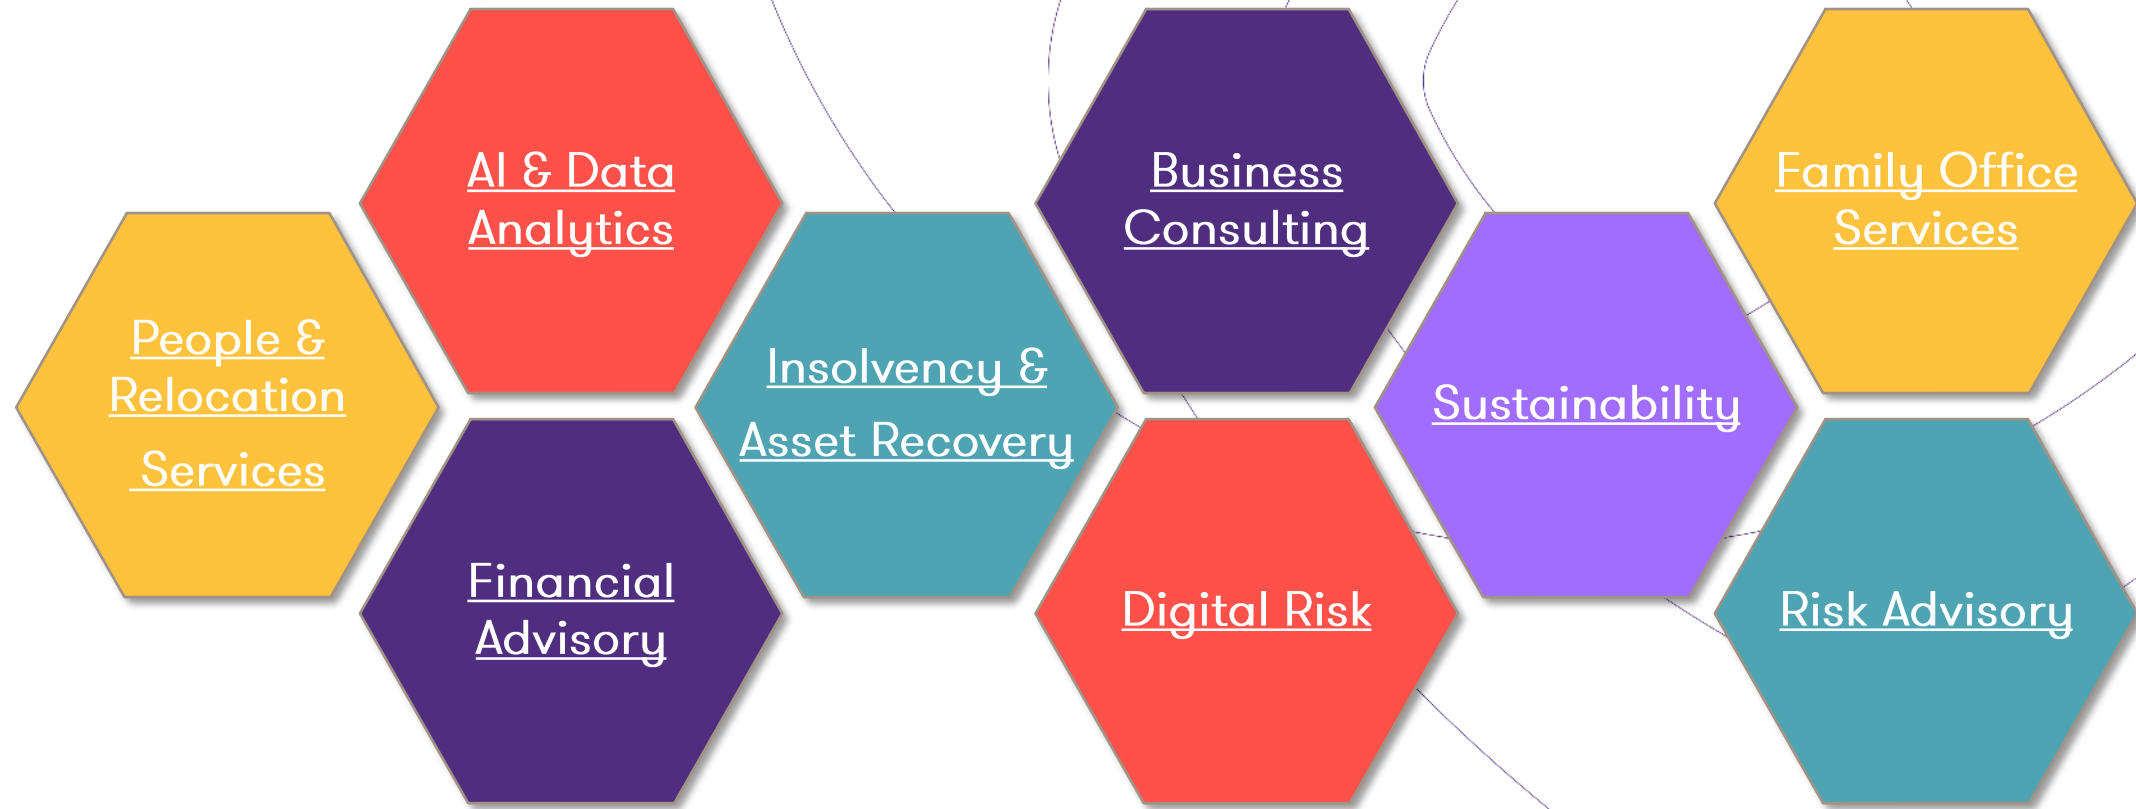 People &
Relocation
Services
AI & Data
Analytics
Financial
Advisory
Insolvency &
Asset Recovery
Business
Consulting
Digital Risk
Sustainability
Family Office
Services
Risk Advisory